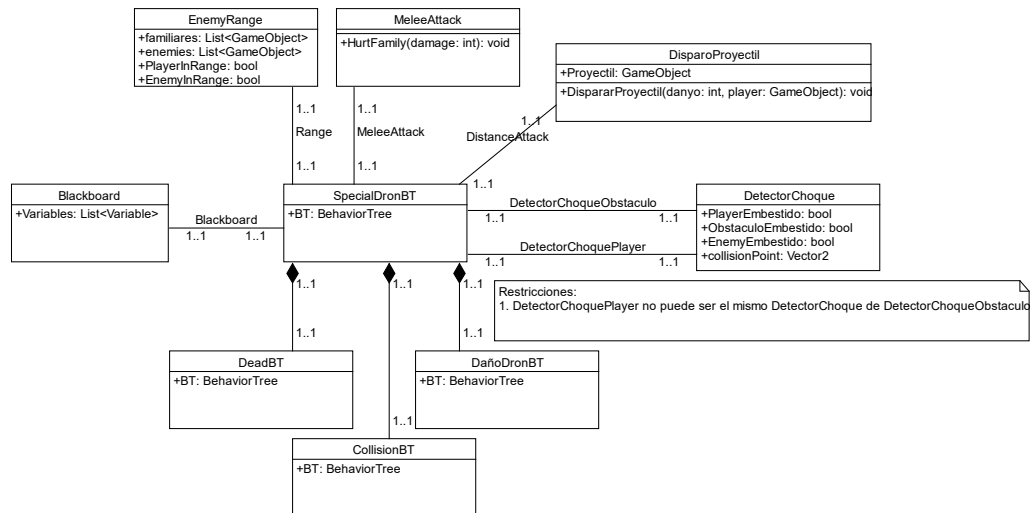 EnemyRange
+familiares: List<GameObject>
+enemies: List<GameObject>
+PlayerInRange: bool
+EnemyInRange: bool
MeleeAttack
+HurtFamily(damage: int): void
DisparoProyectil
+Proyectil: GameObject
+DispararProyectil(danyo: int, player: GameObject): void
1..1
Range
1..1
1..1
MeleeAttack
1..1
1..1
DistanceAttack
1..1
Blackboard
+Variables: List<Variable>
Blackboard
1..1
1..1
SpecialDronBT
+BT: BehaviorTree
DetectorChoqueObstaculo
1..1
1..1
DetectorChoquePlayer
1..1
1..1
DetectorChoque
+PlayerEmbestido: bool
+ObstaculoEmbestido: bool
+EnemyEmbestido: bool
+collisionPoint: Vector2
1..1
1..1
1..1
Restricciones:
1. DetectorChoquePlayer no puede ser el mismo DetectorChoque de DetectorChoqueObstaculo
1..1
1..1
DeadBT
+BT: BehaviorTree
DañoDronBT
+BT: BehaviorTree
1..1
CollisionBT
+BT: BehaviorTree